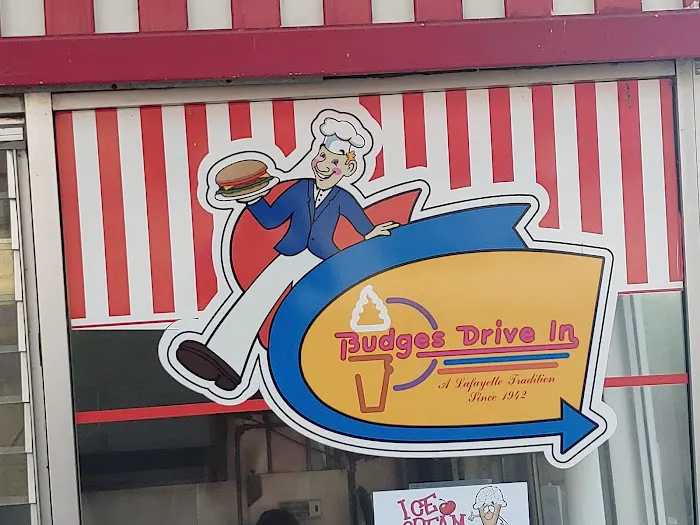 Budges Drive In
A Lafayette Tradition
Since 1942
ICE
CREAM